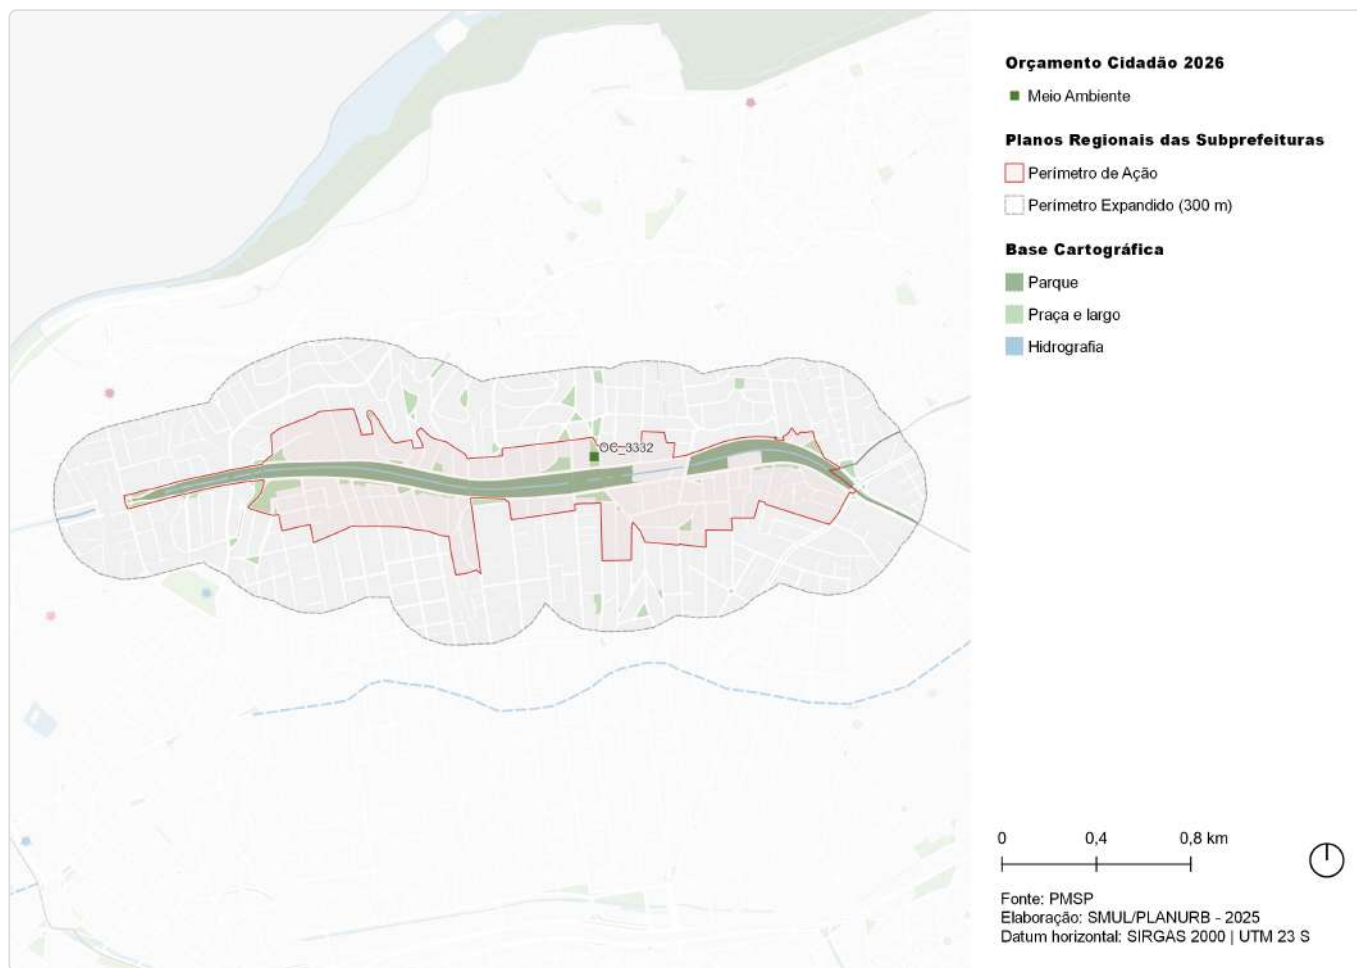 Orçamento Cidadão 2026
Meio Ambiente
Planos Regionais das Subprefeituras
Perímetro de Ação
Perímetro Expandido (300 m)
Base Cartográfica
Parque
Praça e largo
Hidrografia
OC_3332
0 0,4 0,8 km
Fonte: PMSP
Elaboração: SMUL/PLANURB - 2025
Datum horizontal: SIRGAS 2000 | UTM 23 S